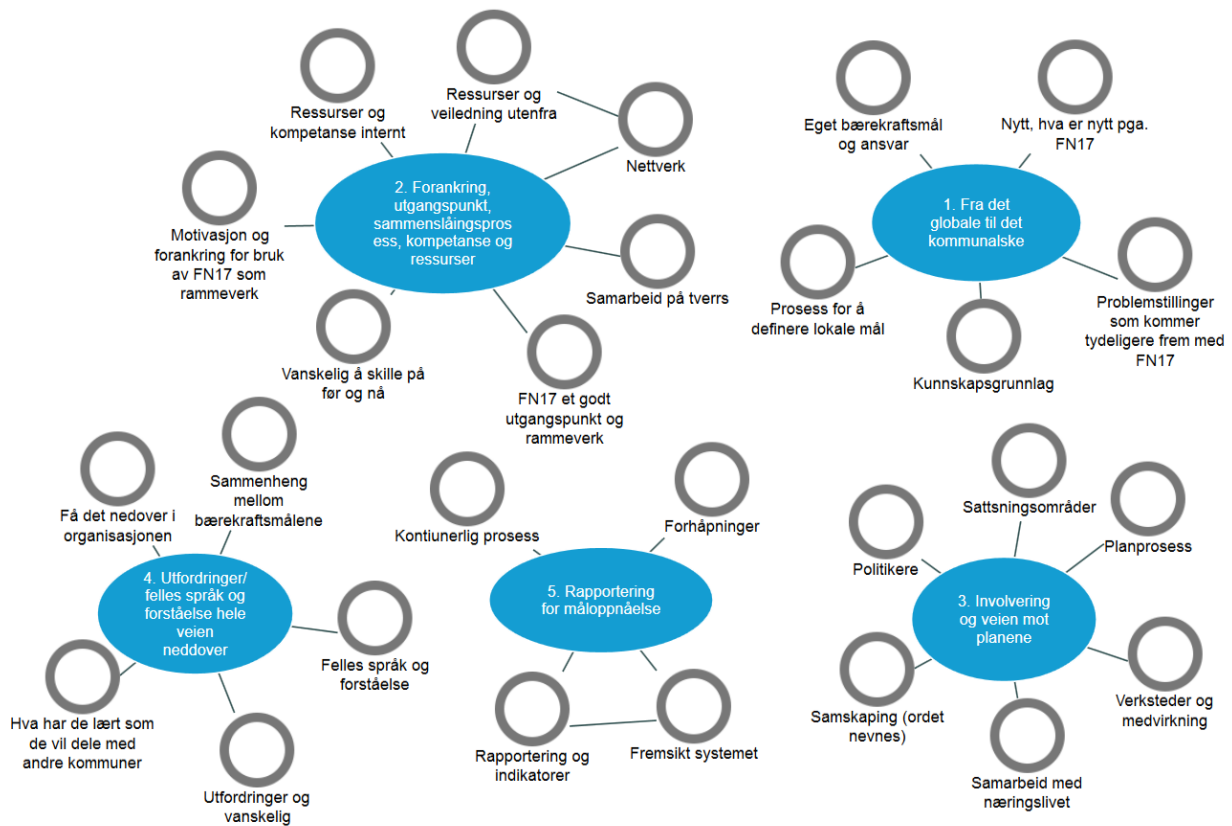 Ressurser og
kompetanse internt
Ressurser og
veiledning utenfra
Nettverk
2. Forankring,
utgangspunkt,
sammenslåingspros
ess, kompetanse og
ressurser
Motivasjon og
forankring for bruk
av FN17 som
rammeverk
Samarbeid på tverrs
Vanskelig å skille på
før og nå
FN17 et godt
utgangspunkt og
rammeverk
Eget bærekraftsmål
og ansvar
Nytt, hva er nytt pga.
FN17
1. Fra det
globale til det
kommunalske
Prosess for å
definere lokale mål
Kunnskapsgrunnlag
Problemstillinger
som kommer
tydeligere frem med
FN17
Få det nedover i
organisasjonen
Sammenheng
mellom
bærekraftsmålene
4. Utfordringer/
felles språk og
forståelse hele
veien
neddover
Felles språk og
forståelse
Hva har de lært som
de vil dele med
andre kommuner
Utfordringer og
vanskelig
Kontiunerlig prosess
Forhåpninger
5. Rapportering
for måloppnåelse
Rapportering og
indikatorer
Fremsikt systemet
Sattsningsområder
Planprosess
Politikere
3. Involvering
og veien mot
planene
Samskaping (ordet
nevnes)
Verksteder og
medvirkning
Samarbeid med
næringslivet